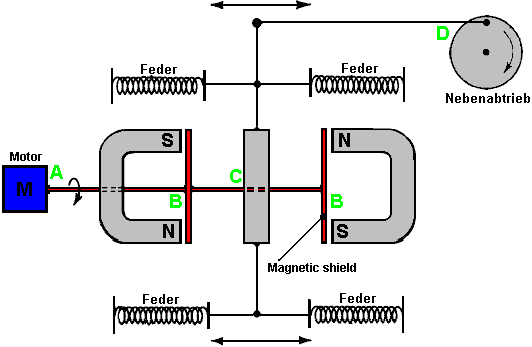 D
Feder
Feder
Nebenabtrieb
S
N
Motor
A
C
M
B
B
N
S
Magnetic shield
Feder
Feder